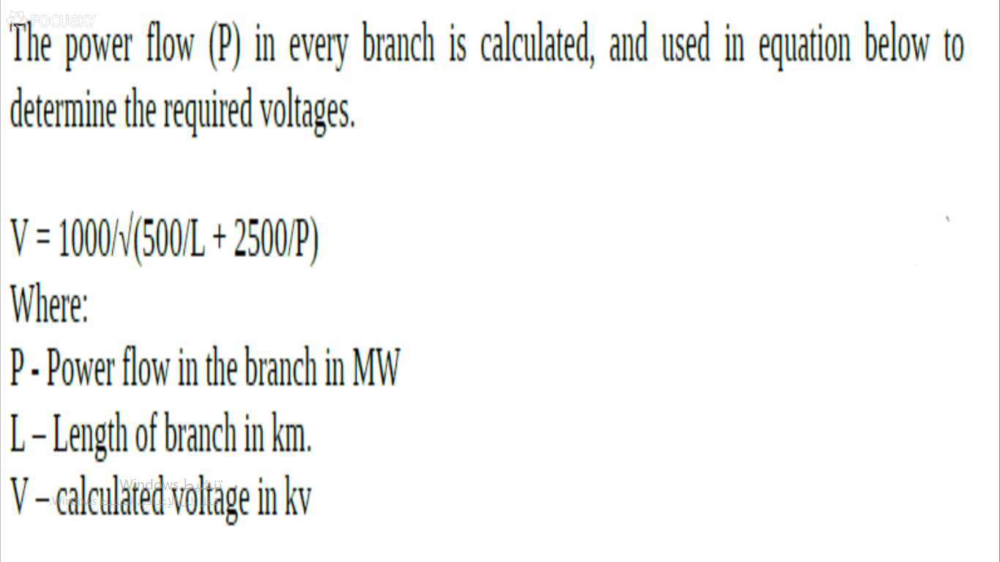 FOCUSKY
The power flow (P) in every branch is calculated, and used in equation below to
determine the required voltages.
V = 1000/√(500/L + 2500/P)
Where:
P - Power flow in the branch in MW
L – Length of branch in km.
تنشيط Windows
V – calculated voltage in kv